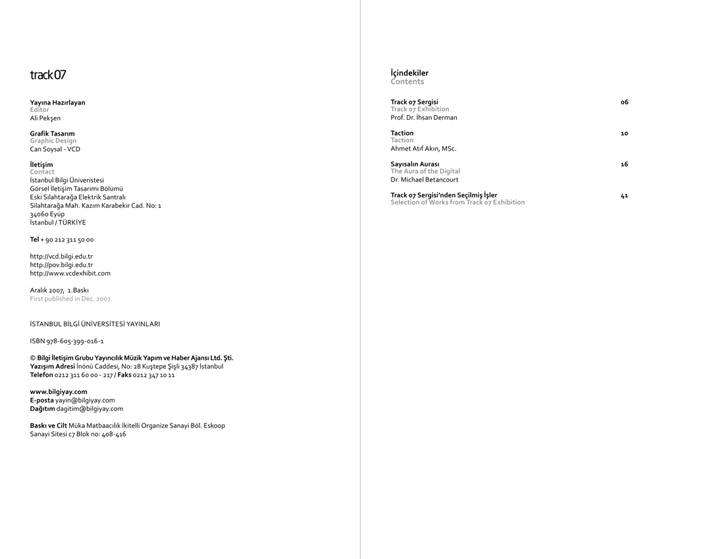 track 07
Yayına Hazırlayan
Editor
Ali Pekşen
Grafik Tasarım
Graphic Design
Can Soysal - VCD
İletişim
Contact
İstanbul Bilgi Üniveristesi
Görsel İletişim Tasarımı Bölümü
Eski Silahtarağa Elektrik Santralı
Silahtarağa Mah. Kazım Karabekir Cad. No: 1
34060 Eyüp
İstanbul / TÜRKİYE
Tel + 90 212 311 50 00
http://vcd.bilgi.edu.tr
http://pov.bilgi.edu.tr
http://www.vcdexhibit.com
Aralık 2007, 1.Baskı
First published in Dec. 2007
İSTANBUL BİLGİ ÜNİVERSİTESİ YAYINLARI
ISBN 978-605-399-016-1
© Bilgi İletişim Grubu Yayıncılık Müzik Yapım ve Haber Ajansı Ltd. Şti.
Yazışım Adresi İnönü Caddesi, No: 28 Kuştepe Şişli 34387 İstanbul
Telefon 0212 311 60 00 - 217 / Faks 0212 347 10 11
www.bilgiyay.com
E-posta yayin@bilgiyay.com
Dağıtım dagitim@bilgiyay.com
Baskı ve Cilt Müka Matbaacılık İkitelli Organize Sanayi Böl. Eskoop
Sanayi Sitesi c7 Blok no: 408-416
İçindekiler
Contents
Track 07 Sergisi 06
Track 07 Exhibition
Prof. Dr. İhsan Derman
Taction 10
Taction
Ahmet Atıf Akın, MSc.
Sayısalın Aurası 16
The Aura of the Digital
Dr. Michael Betancourt
Track 07 Sergisi'nden Seçilmiş İşler 41
Selection of Works from Track 07 Exhibition